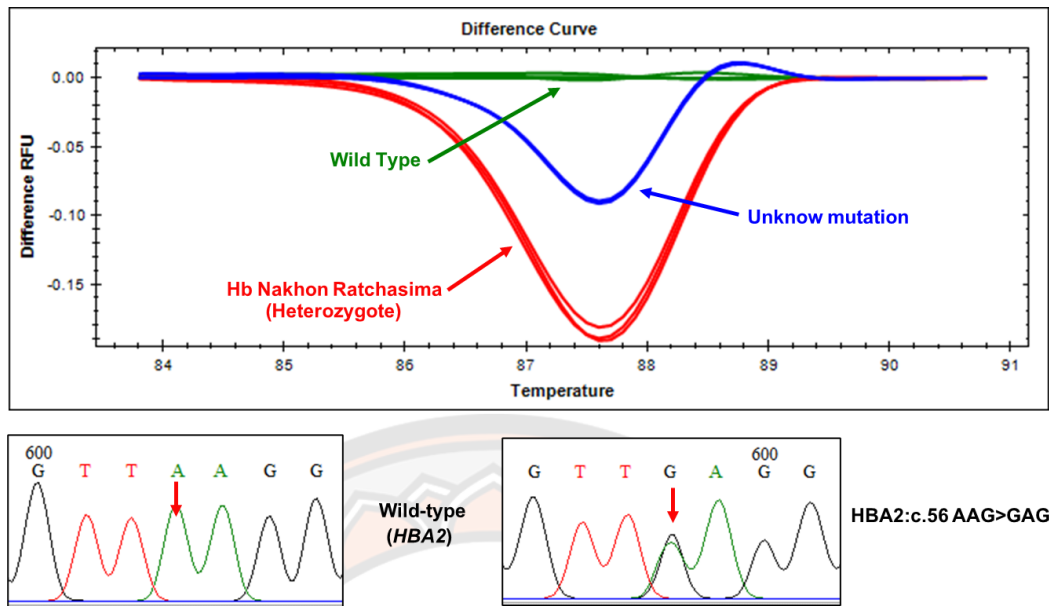 Difference Curve
0.00
-0.05
-0.10
-0.15
Difference RFU
Wild Type
Unknow mutation
Hb Nakhon Ratchasima
(Heterozygote)
84 85 86 87 88 89 90 91
Temperature
600
G T T A A G G
Wild-type
(HBA2)
600
G T T G A G G
HBA2:c.56 AAG>GAG